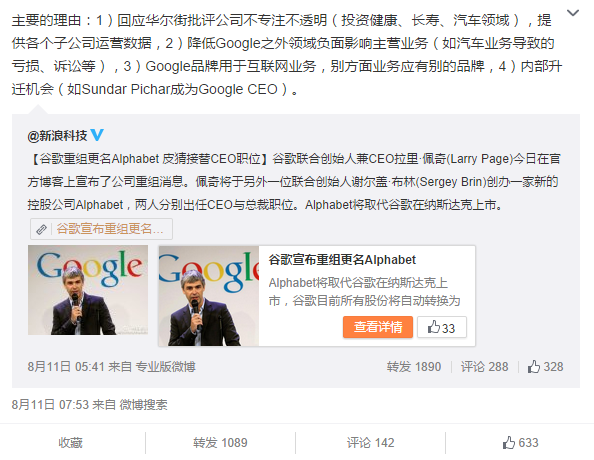 主要的理由：1）回应华尔街批评公司不专注不透明（投资健康、长寿、汽车领域），提
供各个子公司运营数据，2）降低Google之外领域负面影响主营业务（如汽车业务导致的
亏损、诉讼等），3）Google品牌用于互联网业务，别方面业务应有别的品牌，4）内部升
迁机会（如Sundar Pichar成为Google CEO）。
@新浪科技
【谷歌重组更名Alphabet 皮猜接替CEO职位】谷歌联合创始人兼CEO拉里·佩奇(Larry Page)今日在官
方博客上宣布了公司重组消息。佩奇将于另外一位联合创始人谢尔盖·布林(Sergey Brin)创办一家新的
控股公司Alphabet，两人分别出任CEO与总裁职位。Alphabet将取代谷歌在纳斯达克上市。
谷歌宣布重组更名...
Google
Google
谷歌宣布重组更名Alphabet
Alphabet将取代谷歌在纳斯达克上
市，谷歌目前所有股份将自动转换为
查看详情
33
8月11日 05:41 来自 专业版微博
转发 1890
评论 288
328
8月11日 07:53 来自 微博搜索
收藏
转发 1089
评论 142
633